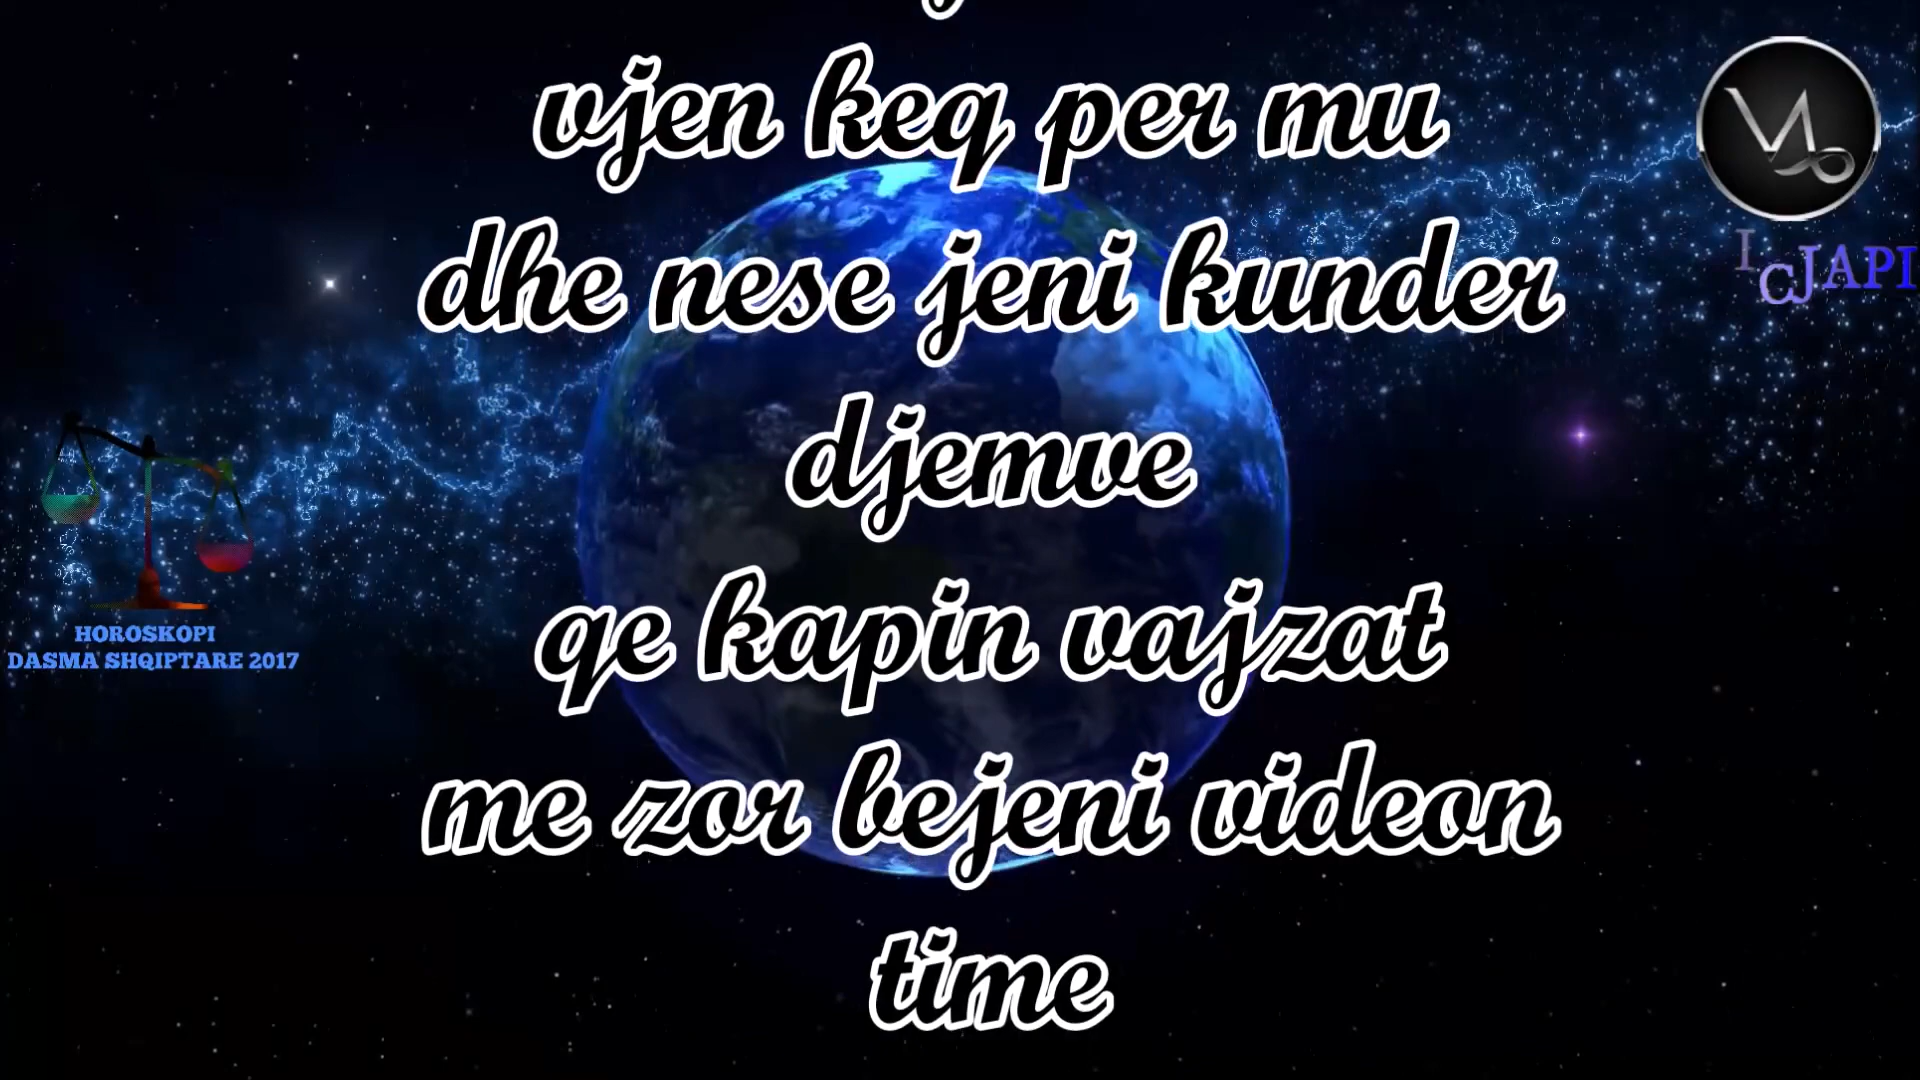 vjen keq per mu
dhe nese jeni kunder
djemve
qe kapin vajzat
me zor bejeni videon
time
HOROSKOPI
DASMA SHQIPTARE 2017